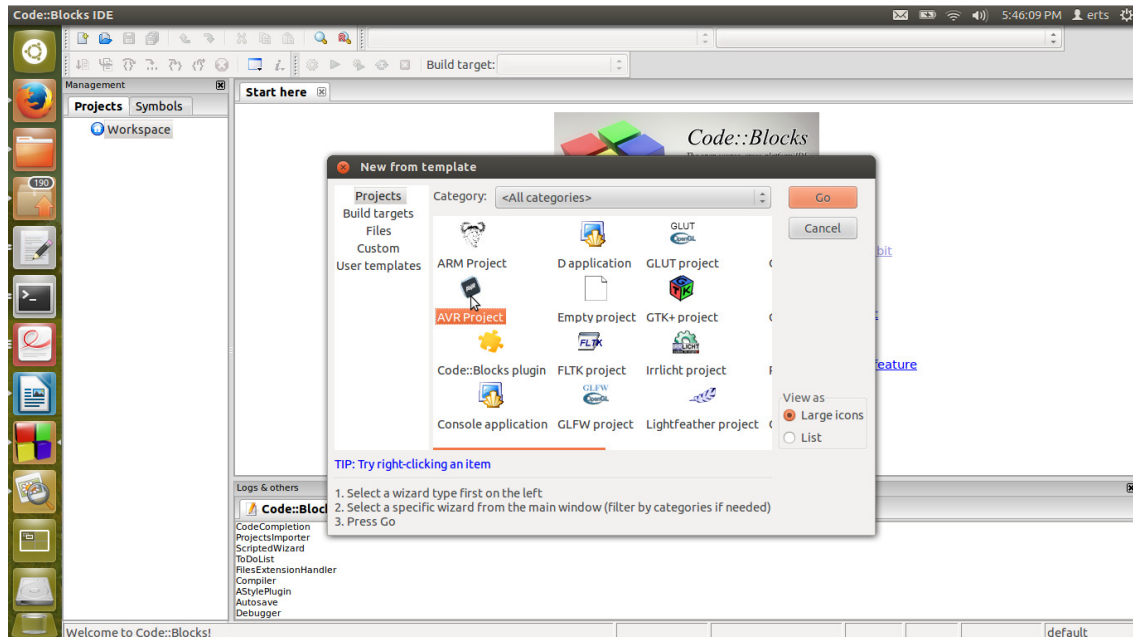 Code::Blocks IDE 5:46:09 PM erts
Build target:
Management
Projects Symbols
Workspace
Start here
Code::Blocks
New from template
Projects
Build targets
Files
Custom
User templates
Category: <All categories>
Go
Cancel
ARM Project D application GLUT project
AVR Project Empty project GTK+ project
Code::Blocks plugin FLTK project Irrlicht project
Console application GLFW project Lightfeather project
View as
Large icons
List
TIP: Try right-clicking an item
1. Select a wizard type first on the left
2. Select a specific wizard from the main window (filter by categories if needed)
3. Press Go
bit
feature
190
Logs & others
Code::Bloc
CodeCompletion
ProjectsImporter
ScriptedWizard
ToDoList
FilesExtensionHandler
Compiler
AStylePlugin
Autosave
Debugger
Welcome to Code::Blocks! default